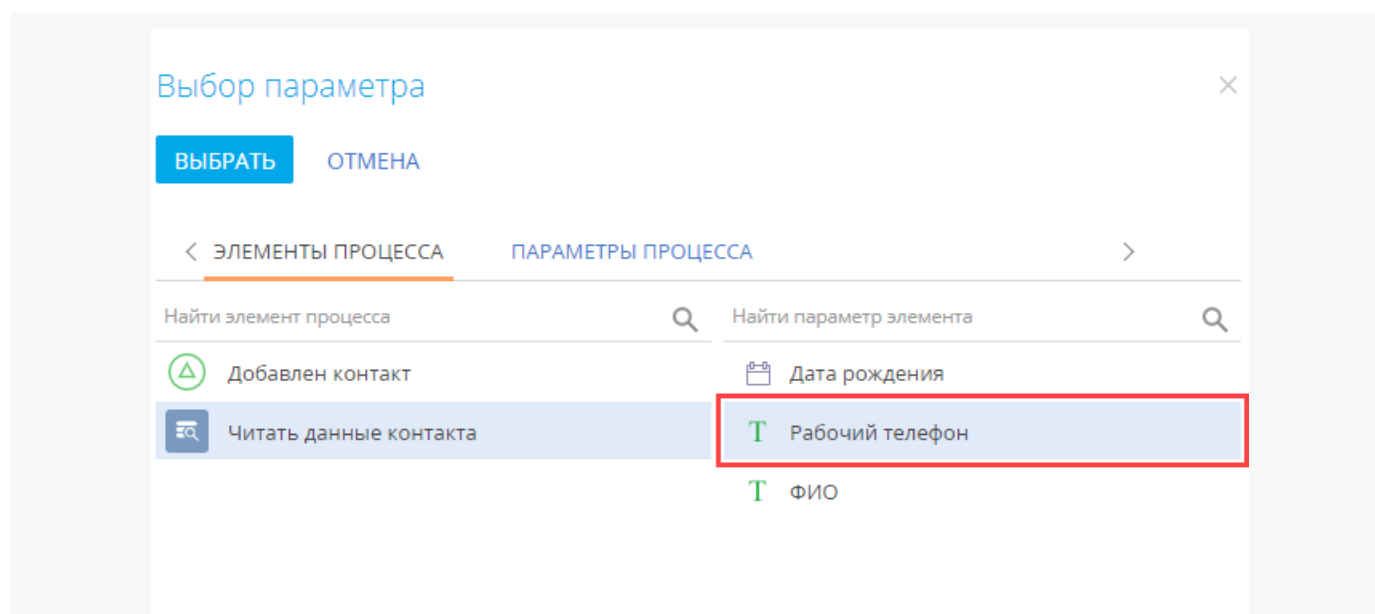 Выбор параметра
ВЫБРАТЬ ОТМЕНА
ЭЛЕМЕНТЫ ПРОЦЕССА ПАРАМЕТРЫ ПРОЦЕССА
Найти элемент процесса Найти параметр элемента
Добавлен контакт Дата рождения
Читать данные контакта T Рабочий телефон
T ФИО